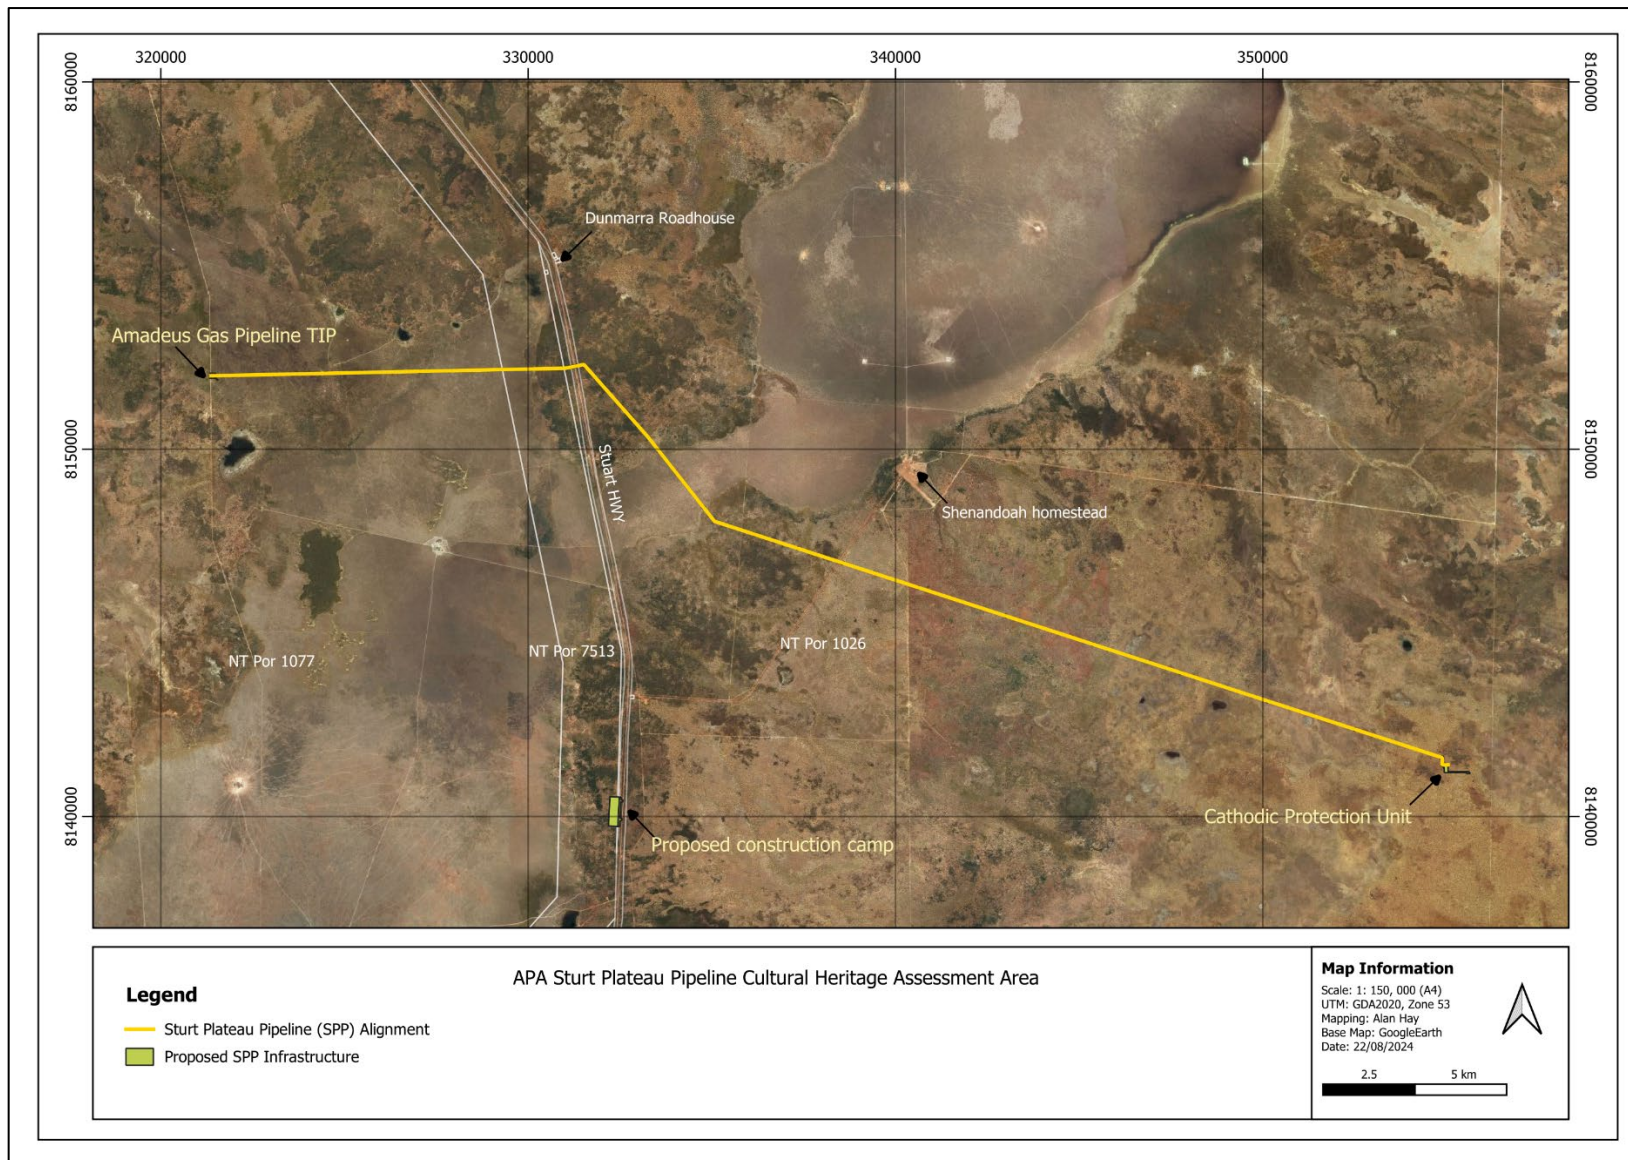 320000
330000
340000
350000
8160000
8160000
Dunmarra Roadhouse
Amadeus Gas Pipeline TIP
8150000
Stuart HWY
8150000
Shenandoah homestead
NT Por 1077
NT Por 7513
NT Por 1026
8140000
Proposed construction camp
Cathodic Protection Unit
8140000
APA Sturt Plateau Pipeline Cultural Heritage Assessment Area
Legend
Sturt Plateau Pipeline (SPP) Alignment
Proposed SPP Infrastructure
Map Information
Scale: 1: 150, 000 (A4)
UTM: GDA2020, Zone 53
Mapping: Alan Hay
Base Map: GoogleEarth
Date: 22/08/2024
2.5
5 km